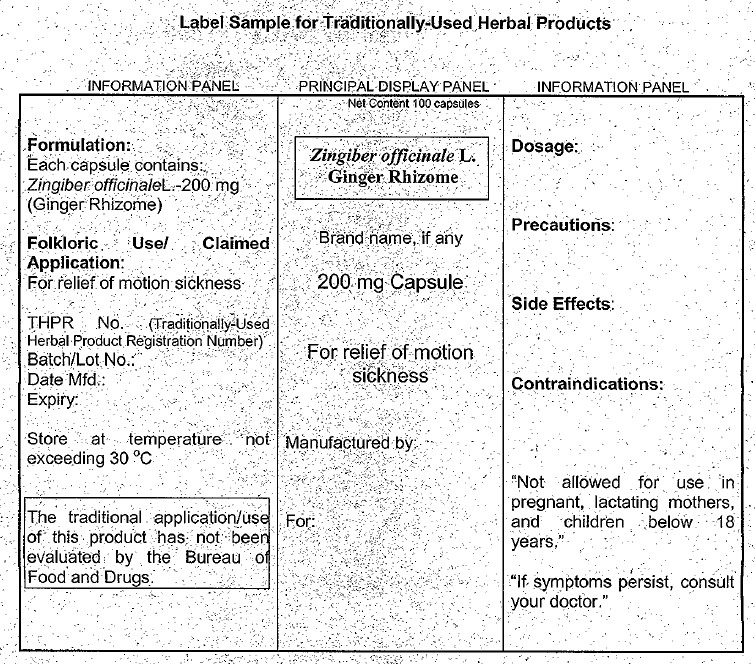 Label Sample for Traditionally-Used Herbal Products
INFORMATION PANEL
Formulation:
Each capsule contains:
Zingiber officinaleL.-200 mg
(Ginger Rhizome)
Folkloric Use/ Claimed
Application:
For relief of motion sickness
THPR No. (Traditionally-Used
Herbal Product Registration Number)
Batch/Lot No.:
Date Mfd.:
Expiry:
Store at temperature not
exceeding 30 ºC
The traditional application/use
of this product has not been
evaluated by the Bureau of
Food and Drugs.
PRINCIPAL DISPLAY PANEL
Net Content 100 capsules
Zingiber officinale L.
Ginger Rhizome
Brand name, if any
200 mg Capsule
For relief of motion
sickness
Manufactured by:
For:
INFORMATION PANEL
Dosage:
Precautions:
Side Effects:
Contraindications:
"Not allowed for use in
pregnant, lactating mothers,
and children below 18
years."
"If symptoms persist, consult
your doctor."